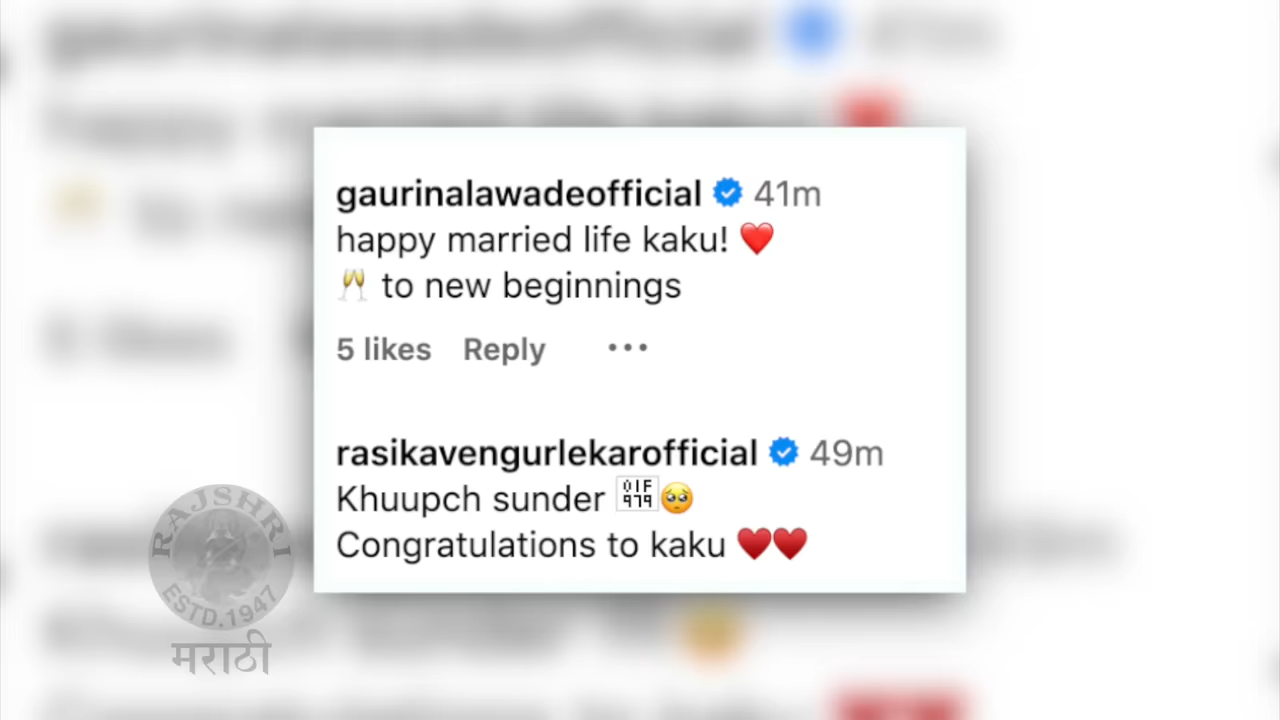 gaurinalawadeofficial 41m
happy married life kaku! ❤️
🥂 to new beginnings
5 likes Reply •••
rasikavengurlekarofficial 49m
Khuupch sunder 🥺
Congratulations to kaku ♥️♥️
RAJSHRI
ESTD.1947
मराठी